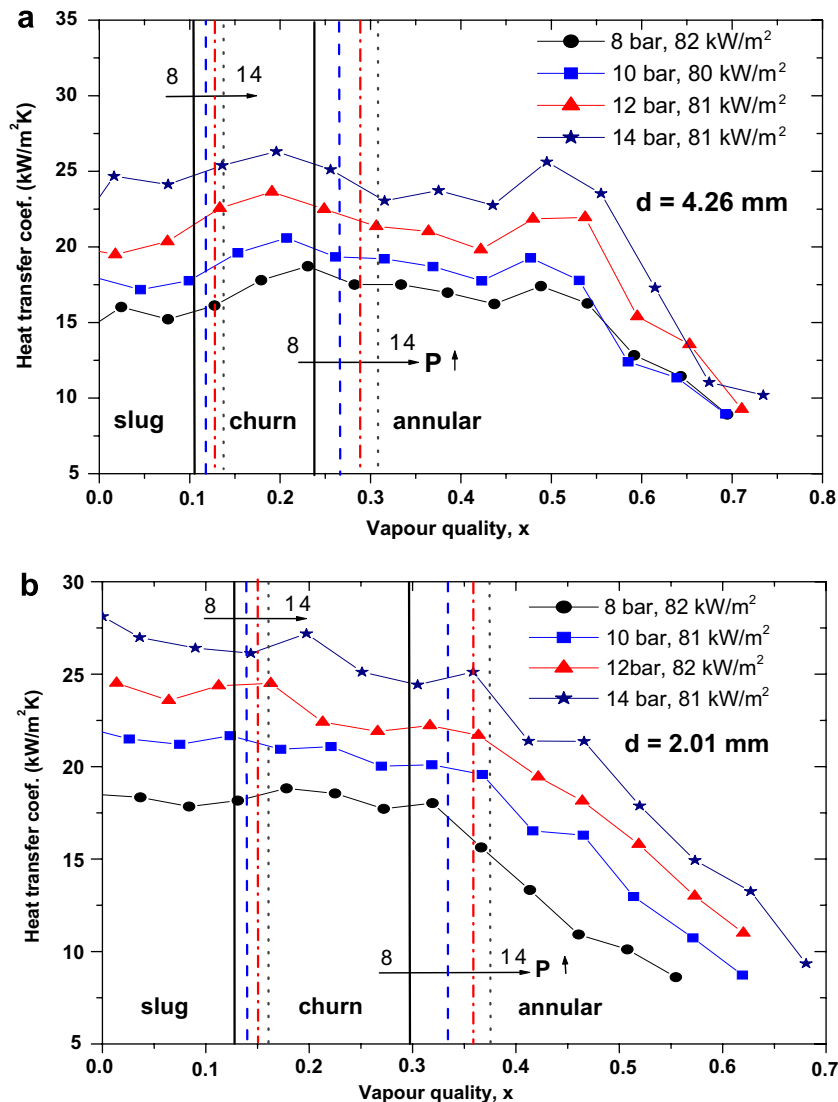 a
35
30
25
20
15
10
5
Heat transfer coef. (kW/m²K)
8 14
8 bar, 82 kW/m²
10 bar, 80 kW/m²
12 bar, 81 kW/m²
14 bar, 81 kW/m²
d = 4.26 mm
8 14 P
slug churn annular
0.0 0.1 0.2 0.3 0.4 0.5 0.6 0.7 0.8
Vapour quality, x
b
30
25
20
15
10
5
Heat transfer coef. (kW/m²K)
8 14
8 bar, 82 kW/m²
10 bar, 81 kW/m²
12bar, 82 kW/m²
14 bar, 81 kW/m²
d = 2.01 mm
8 14 P
slug churn annular
0.0 0.1 0.2 0.3 0.4 0.5 0.6 0.7
Vapour quality, x